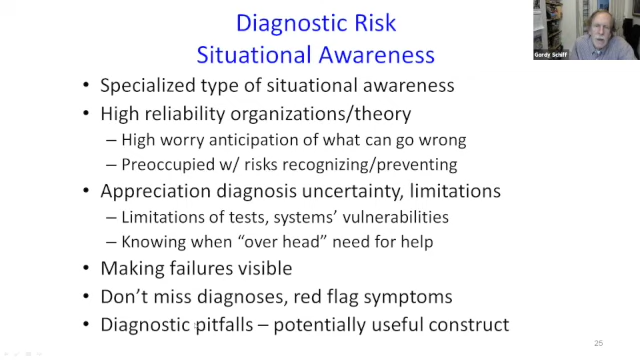 Diagnostic Risk
Situational Awareness
Gordy Schiff
• Specialized type of situational awareness
• High reliability organizations/theory
– High worry anticipation of what can go wrong
– Preoccupied w/ risks recognizing/preventing
• Appreciation diagnosis uncertainty, limitations
– Limitations of tests, systems’ vulnerabilities
– Knowing when “over head” need for help
• Making failures visible
• Don’t miss diagnoses, red flag symptoms
• Diagnostic pitfalls – potentially useful construct
25